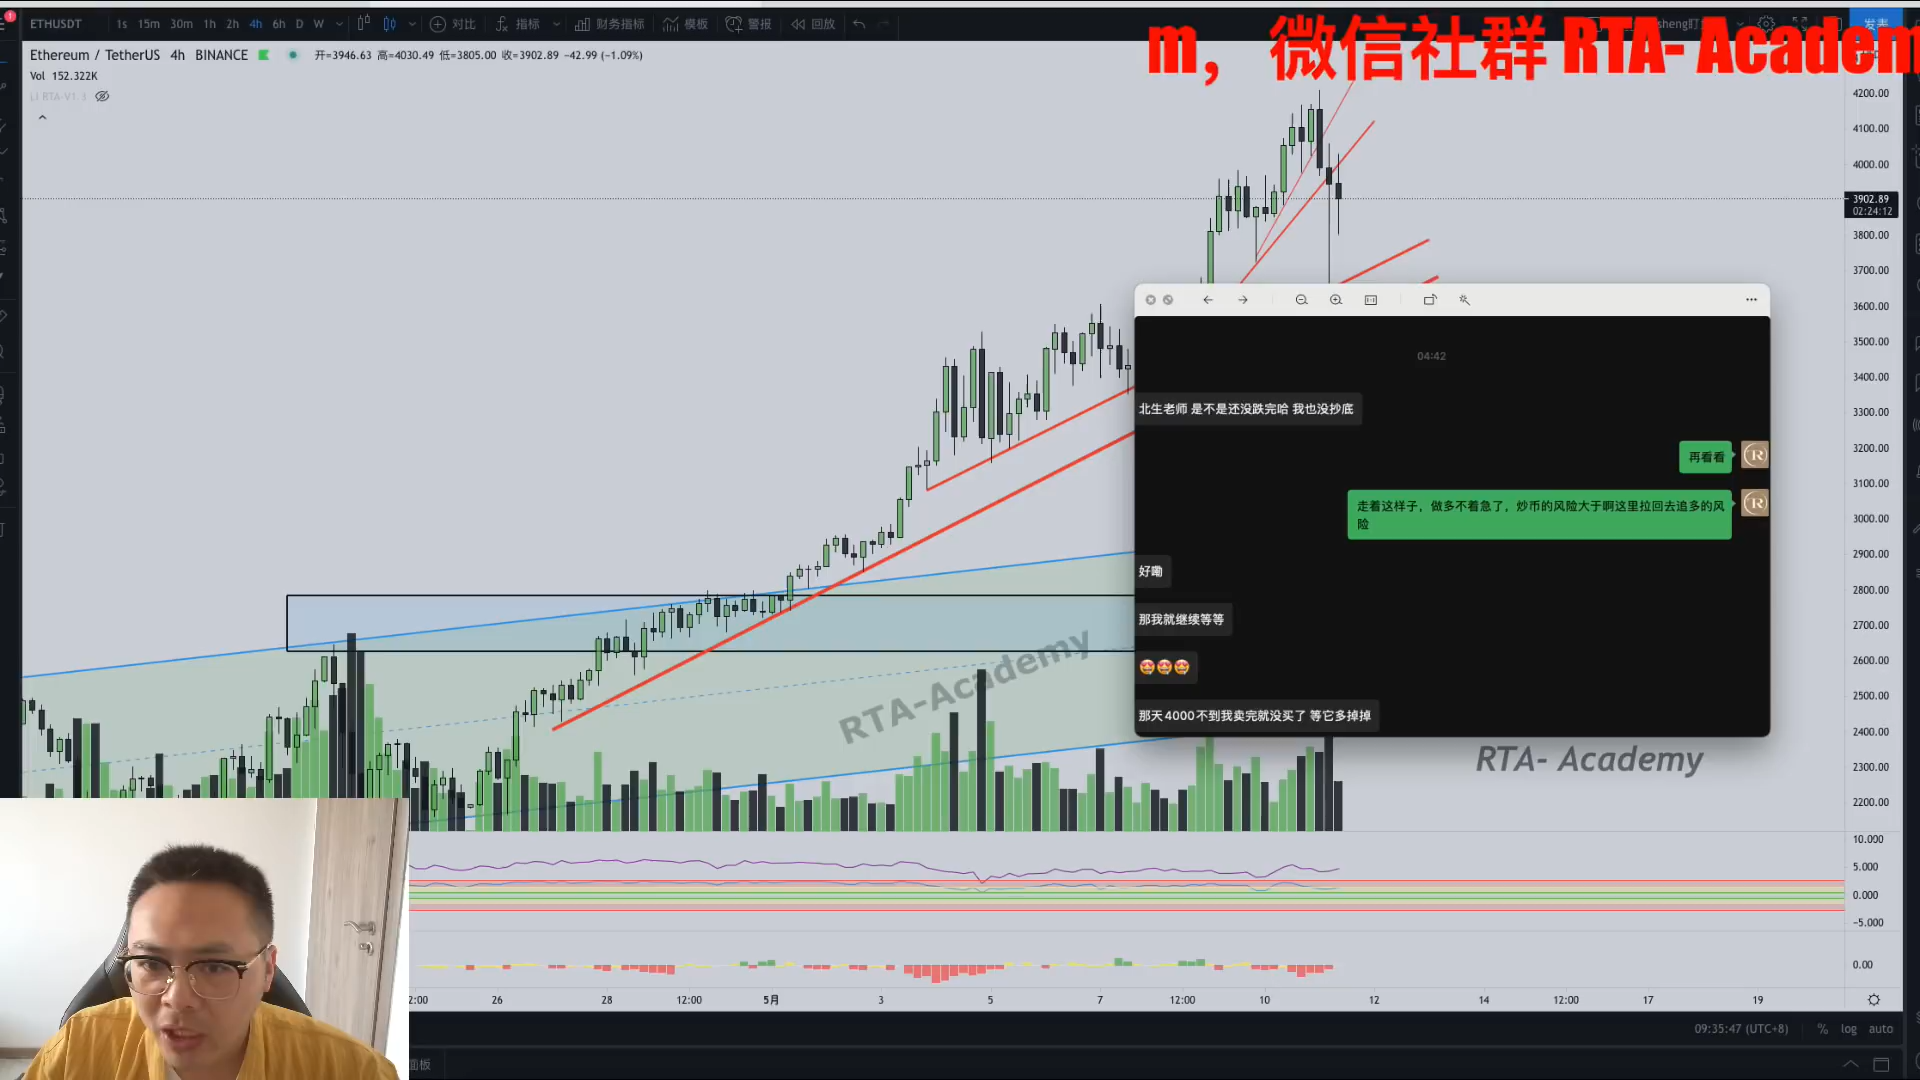 ETHUSDT
1s 15m 30m 1h 2h 4h 6h D W
对比
指标
财务指标
模板
警报
回放
发表
m， 微信社群 RTA- Academ
Ethereum / TetherUS 4h BINANCE
开=3946.63 高=4030.49 低=3805.00 收=3902.89 -42.99 (-1.09%)
Vol 152.322K
LI RTA-V1
4200.00
4100.00
4000.00
3902.89
02:24:12
3800.00
3700.00
3600.00
3500.00
3400.00
3300.00
3200.00
3100.00
3000.00
2900.00
2800.00
2700.00
2600.00
2500.00
2400.00
2300.00
2200.00
10.000
5.000
0.000
-5.000
0.00
04:42
北生老师 是不是还没跌完哈 我也没抄底
再看看
走着这样子，做多不着急了，炒币的风险大于啊这里拉回去追多的风
险
好嘞
那我就继续等等
那天4000不到我卖完就没买了 等它多掉掉
RTA-Academy
RTA- Academy
2:00 26 28 12:00 5月 3 5 7 12:00 10 12 14 12:00 17 19
09:35:47 (UTC+8)
% log auto
面板